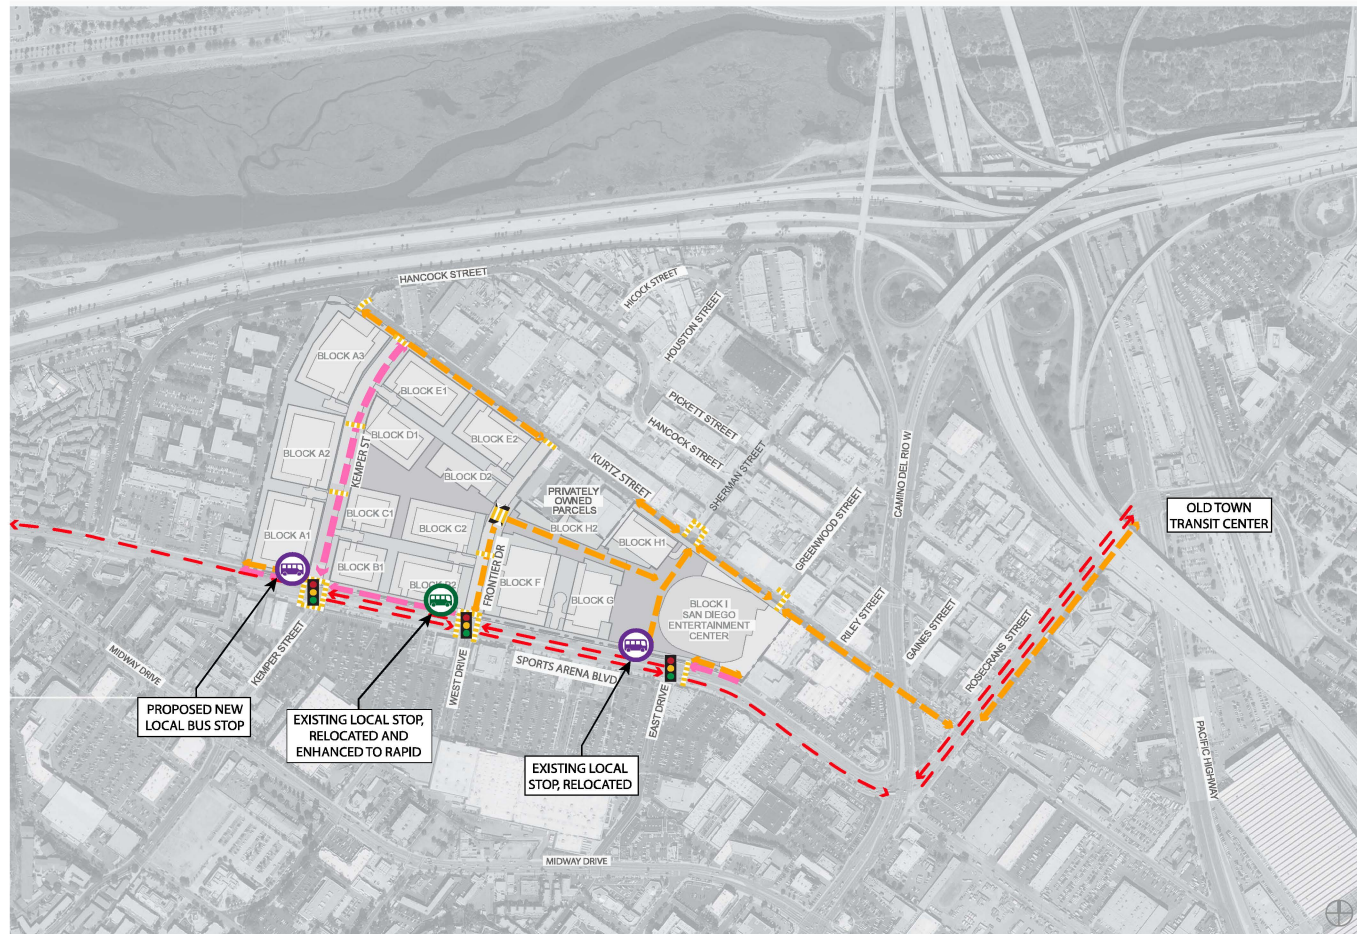 HANCOCK STREET
HICOCK STREET
HOUSTON STREET
BLOCK A3
BLOCK E1
PICKETT STREET
BLOCK D1
BLOCK E2
HANCOCK STREET
CAMINO DEL RIO W
BLOCK A2
KEMPER ST
BLOCK D2
KURTZ STREET
SHERMAN STREET
PRIVATELY
OWNED
PARCELS
OLD TOWN
TRANSIT CENTER
BLOCK C1
BLOCK C2
BLOCK H2
BLOCK H1
GREENWOOD STREET
BLOCK A1
BLOCK B1
BLOCK B2
FRONTIER DR
BLOCK F
BLOCK G
BLOCK I
SAN DIEGO
ENTERTAINMENT
CENTER
RILEY STREET
GAINES STREET
ROSECRANS STREET
MIDWAY DRIVE
KEMPER STREET
WEST DRIVE
SPORTS ARENA BLVD
EAST DRIVE
PROPOSED NEW
LOCAL BUS STOP
EXISTING LOCAL STOP,
RELOCATED AND
ENHANCED TO RAPID
EXISTING LOCAL
STOP, RELOCATED
PACIFIC HIGHWAY
MIDWAY DRIVE